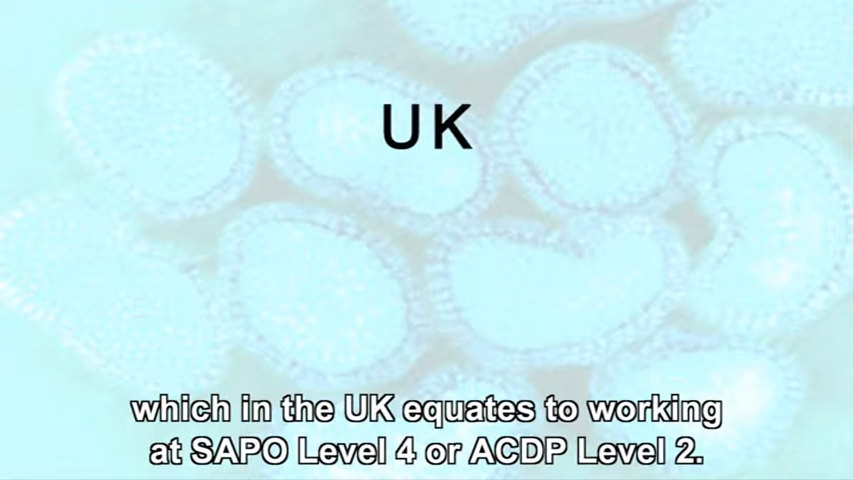 UK
which in the UK equates to working
at SAPO Level 4 or ACDP Level 2.